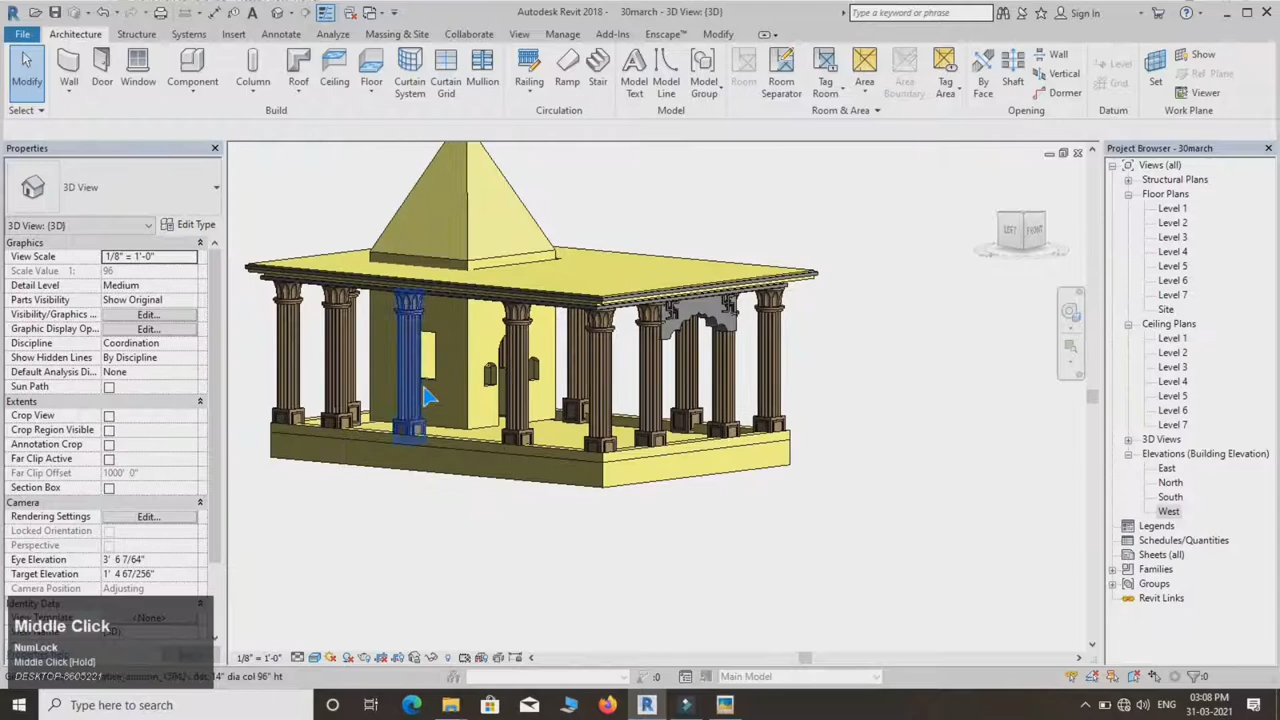 Autodesk Revit 2018 - 30march - 3D View: {3D}
Type a keyword or phrase
Sign In
File Architecture Structure Systems Insert Annotate Analyze Massing & Site Collaborate View Manage Add-Ins Enscape™ Modify
Modify Wall Door Window Component Column Roof Ceiling Floor Curtain System Curtain Grid Mullion Railing Ramp Stair Model Text Model Line Model Group Room Room Separator Tag Room Area Area Boundary Tag Area By Face Shaft Wall Vertical Dormer Level Grid Set Show Ref Plane Viewer
Select Build Circulation Model Room & Area Opening Datum Work Plane
Properties
3D View
3D View: {3D} Edit Type
Graphics
View Scale 1/8" = 1'-0"
Scale Value 1: 96
Detail Level Medium
Parts Visibility Show Original
Visibility/Graphics ... Edit...
Graphic Display Op... Edit...
Discipline Coordination
Show Hidden Lines By Discipline
Default Analysis Di... None
Sun Path
Extents
Crop View
Crop Region Visible
Annotation Crop
Far Clip Active
Far Clip Offset 1000' 0"
Section Box
Camera
Rendering Settings Edit...
Locked Orientation
Perspective
Eye Elevation 3' 6 7/64"
Target Elevation 1' 4 67/256"
Camera Position Adjusting
Identity Data
View Template <None>
Middle Click
NumLock
Middle Click [Hold]
DESKTOP-8605221
dia col 96" ht
LEFT FRONT
Project Browser - 30march
Views (all)
Structural Plans
Floor Plans
Level 1
Level 2
Level 3
Level 4
Level 5
Level 6
Level 7
Site
Ceiling Plans
Level 1
Level 2
Level 3
Level 4
Level 5
Level 6
Level 7
3D Views
Elevations (Building Elevation)
East
North
South
West
Legends
Schedules/Quantities
Sheets (all)
Families
Groups
Revit Links
1/8" = 1'-0"
:0 Main Model :0
Type here to search
03:08 PM
31-03-2021